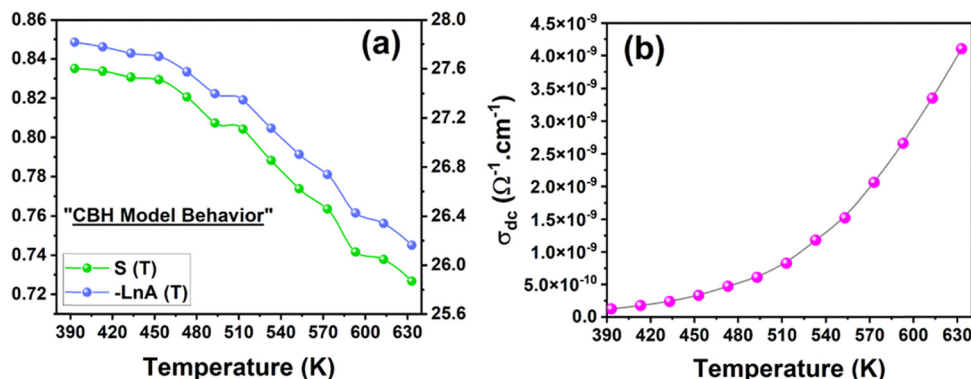 (a)
0.86
0.84
0.82
0.80
0.78
0.76
0.74
0.72
28.0
27.6
27.2
26.8
26.4
26.0
25.6
"CBH Model Behavior"
S (T)
-LnA (T)
390 420 450 480 510 540 570 600 630
Temperature (K)
(b)
4.5×10-9
4.0×10-9
3.5×10-9
3.0×10-9
2.5×10-9
2.0×10-9
1.5×10-9
1.0×10-9
5.0×10-10
0.0
σdc (Ω-1.cm-1)
390 420 450 480 510 540 570 600 630
Temperature (K)